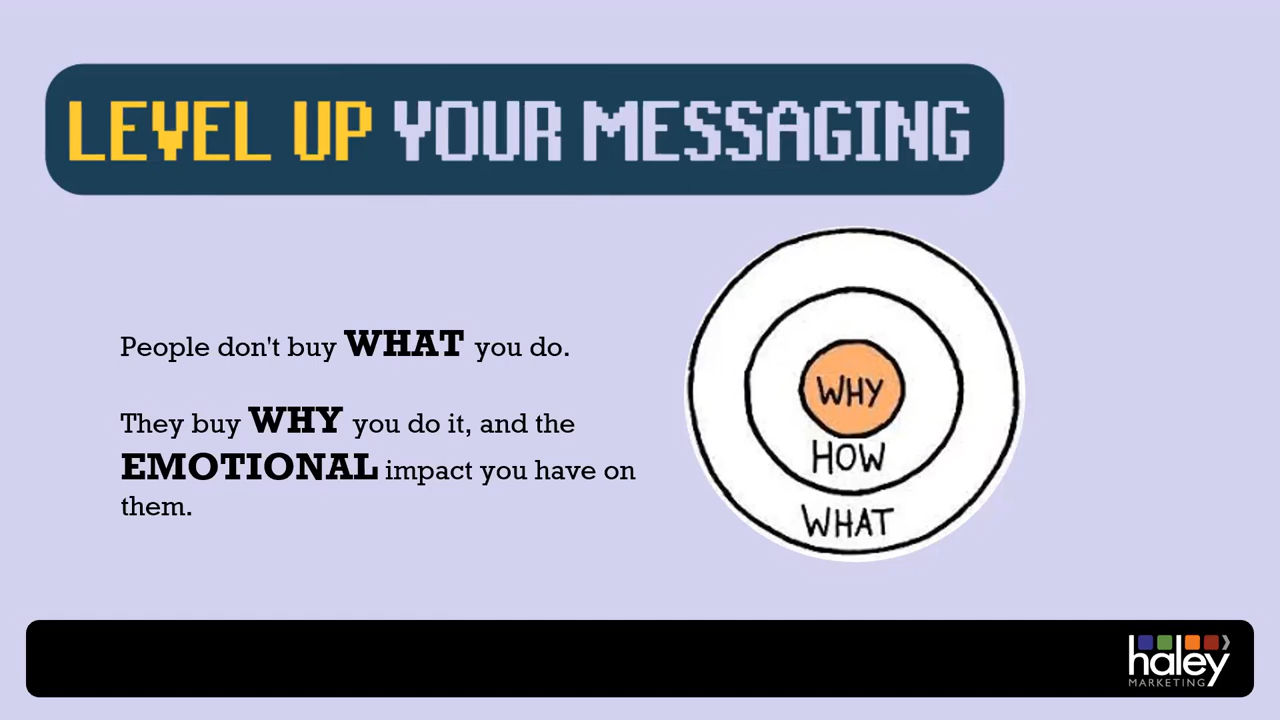 LEVEL UP YOUR MESSAGING
People don't buy WHAT you do.
They buy WHY you do it, and the
EMOTIONAL impact you have on
them.
WHY
HOW
WHAT
haley
MARKETING